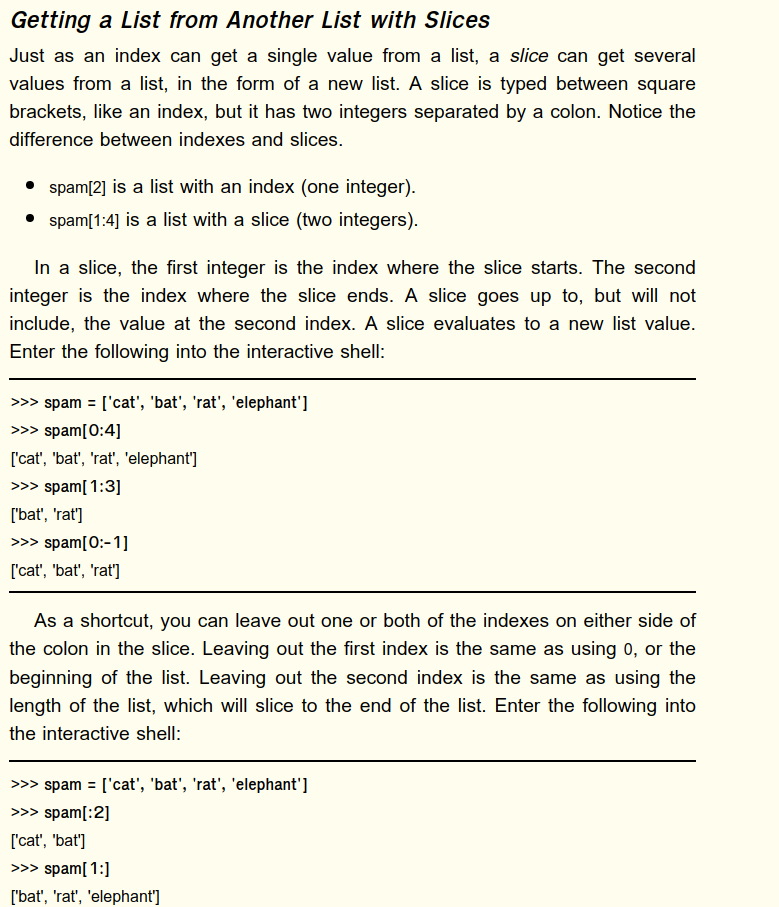 Getting a List from Another List with Slices
Just as an index can get a single value from a list, a slice can get several
values from a list, in the form of a new list. A slice is typed between square
brackets, like an index, but it has two integers separated by a colon. Notice the
difference between indexes and slices.
• spam[2] is a list with an index (one integer).
• spam[1:4] is a list with a slice (two integers).
In a slice, the first integer is the index where the slice starts. The second
integer is the index where the slice ends. A slice goes up to, but will not
include, the value at the second index. A slice evaluates to a new list value.
Enter the following into the interactive shell:
>>> spam = ['cat', 'bat', 'rat', 'elephant']
>>> spam[0:4]
['cat', 'bat', 'rat', 'elephant']
>>> spam[1:3]
['bat', 'rat']
>>> spam[0:-1]
['cat', 'bat', 'rat']
As a shortcut, you can leave out one or both of the indexes on either side of
the colon in the slice. Leaving out the first index is the same as using 0, or the
beginning of the list. Leaving out the second index is the same as using the
length of the list, which will slice to the end of the list. Enter the following into
the interactive shell:
>>> spam = ['cat', 'bat', 'rat', 'elephant']
>>> spam[:2]
['cat', 'bat']
>>> spam[1:]
['bat', 'rat', 'elephant']